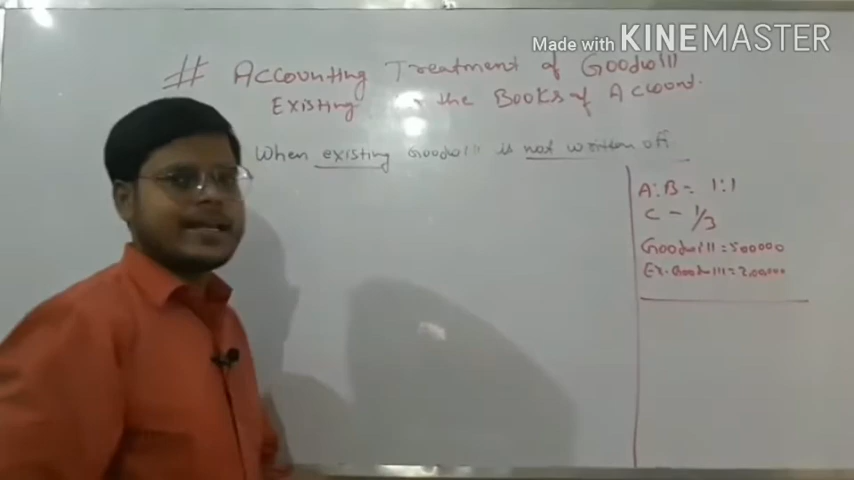 Made with KINEMASTER
# Accounting Treatment of Goodwill
Existing the Books of Account.
When existing Goodwill is not written off
A:B = 1:1
C - 1/3
Goodwill = 500000
Ex. Goodwill = 200000